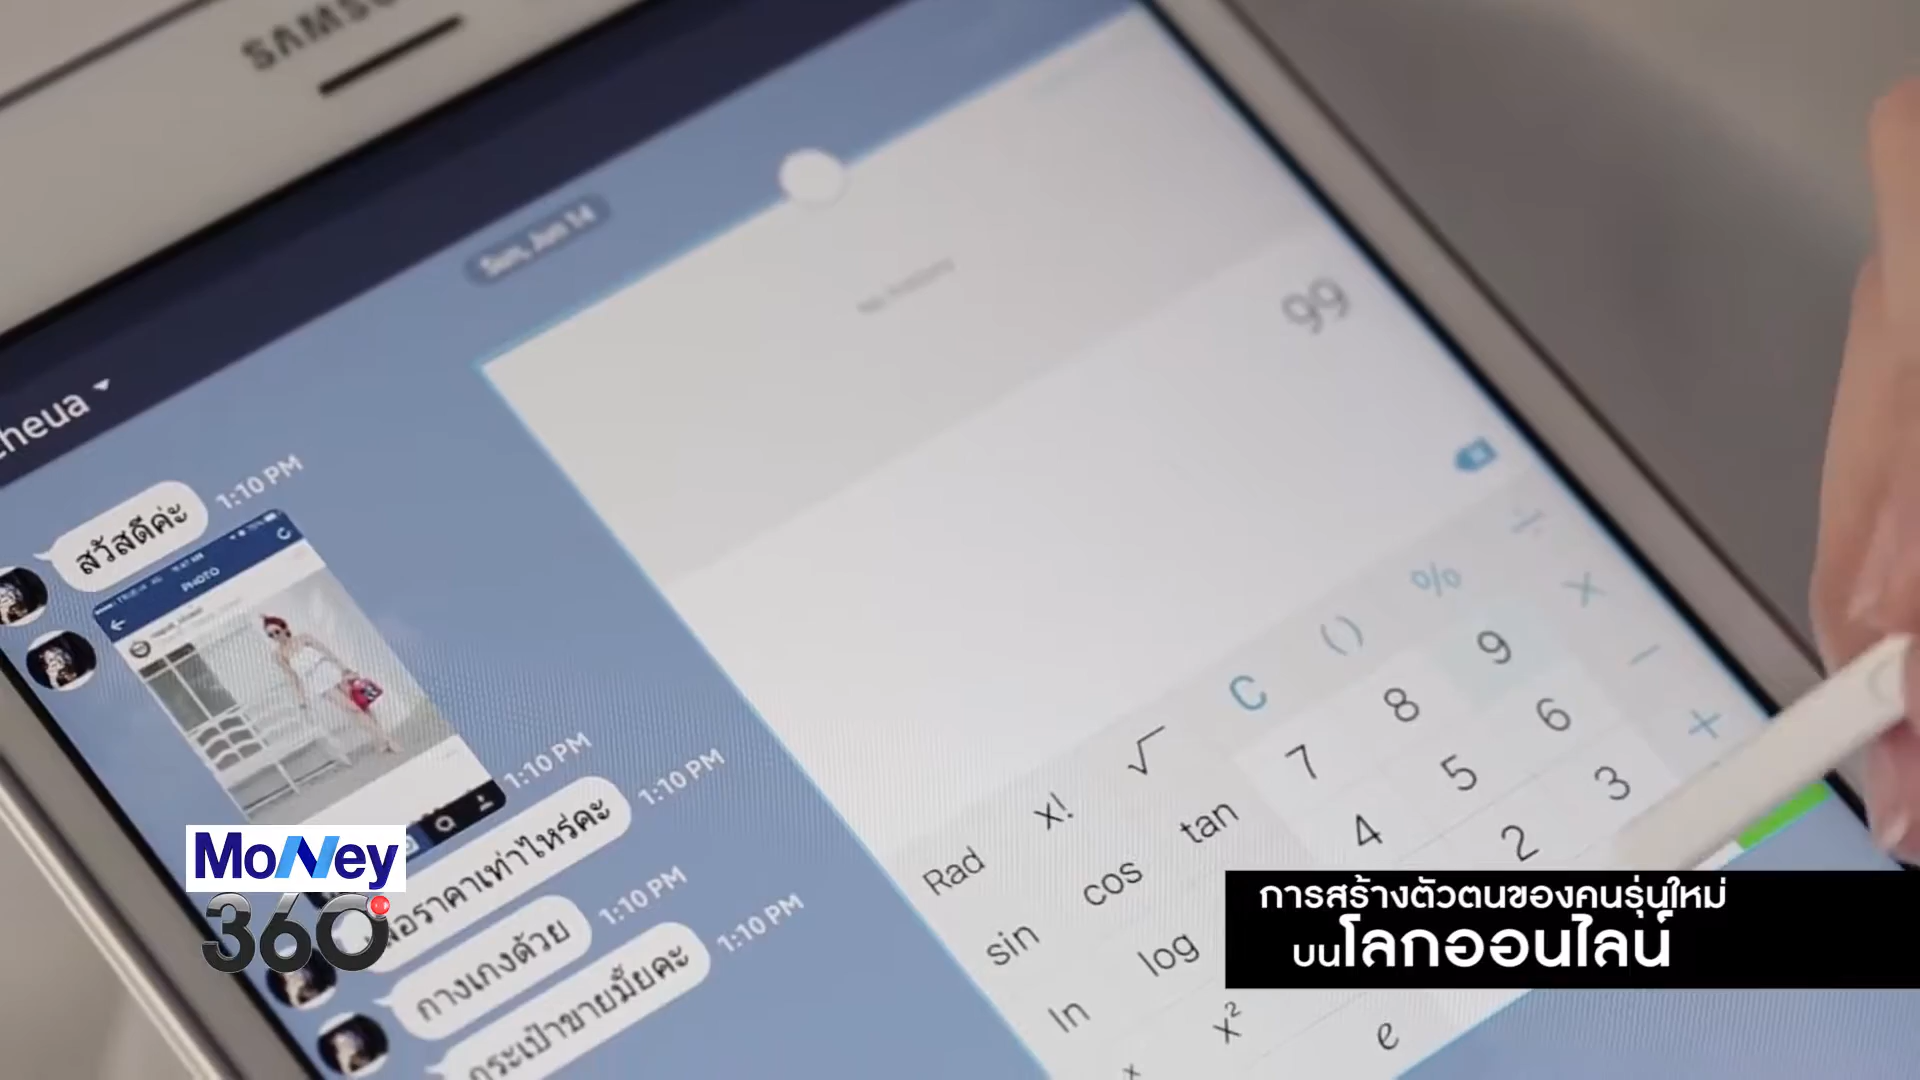 SAMSU
Sun, Jun 14
No history
99
heua
สวัสดีค่ะ
1:10 PM
PHOTO
1:10 PM
ราคาเท่าไหร่คะ
1:10 PM
กางเกงด้วย
1:10 PM
กระเป๋าขายมั้ยคะ
1:10 PM
C
( )
%
÷
√
7
8
9
×
x!
tan
4
5
6
−
Rad
cos
2
3
+
sin
log
ln
x²
e
Money
360
การสร้างตัวตนของคนรุ่นใหม่
บนโลกออนไลน์